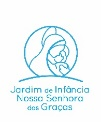 Jardim de Infância
Nossa Senhora
das Graças